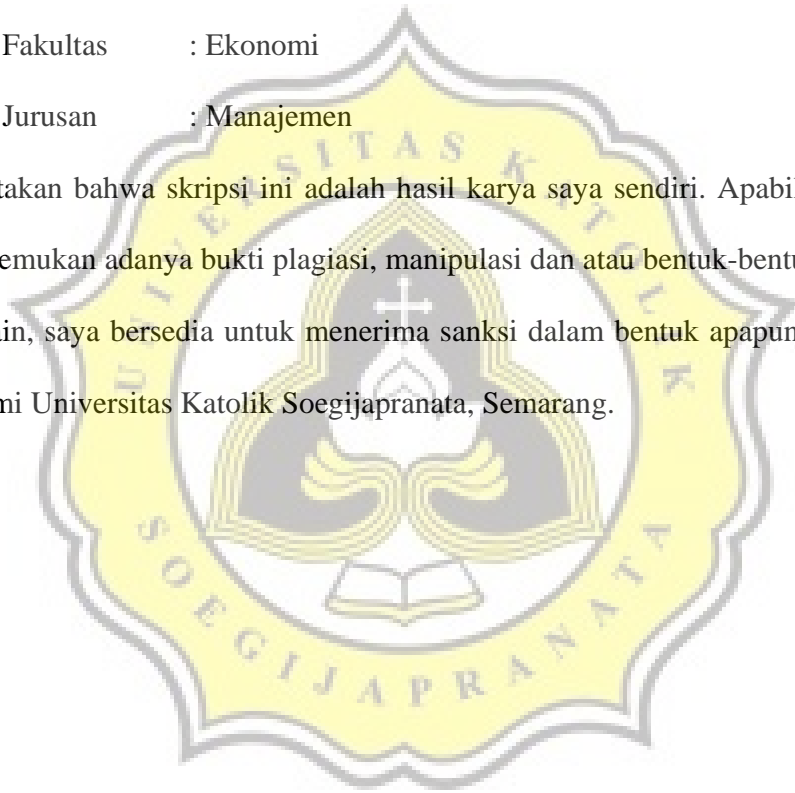 Fakultas : Ekonomi
Jurusan : Manajemen
takan bahwa skripsi ini adalah hasil karya saya sendiri. Apabil
emukan adanya bukti plagiasi, manipulasi dan atau bentuk-bentu
in, saya bersedia untuk menerima sanksi dalam bentuk apapun
mi Universitas Katolik Soegijapranata, Semarang.
UNIVERSITAS KATOLIK
SOEGIJAPRANATA